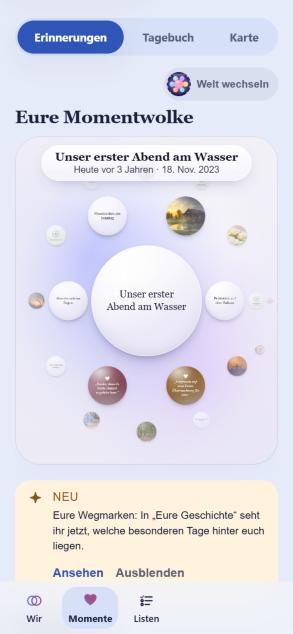 Erinnerungen
Tagebuch
Karte
Welt wechseln
Eure Momentwolke
Unser erster Abend am Wasser
Heute vor 3 Jahren · 18. Nov. 2023
Unser erster
Abend am Wasser
NEU
Eure Wegmarken: In „Eure Geschichte“ seht
ihr jetzt, welche besonderen Tage hinter euch
liegen.
Ansehen
Ausblenden
Wir
Momente
Listen